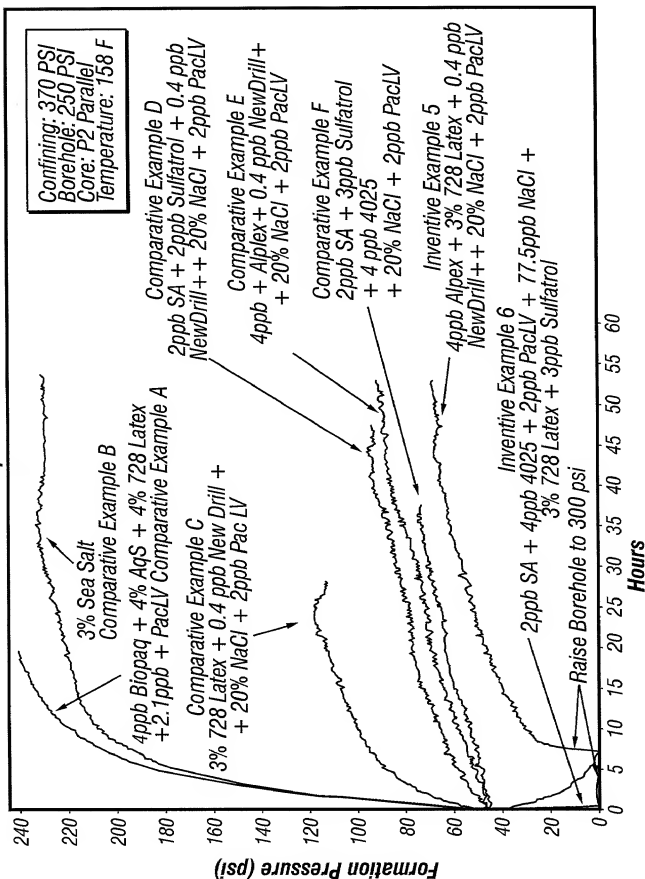 Confining: 370 PSI
Borehole: 250 PSI
Core: P2 Parallel
Temperature: 158 F
3% Sea Salt
Comparative Example B
4ppb Biopaq + 4% AqS + 4% 728 Latex
+2.1ppb + PacLV Comparative Example A
Comparative Example C
3% 728 Latex + 0.4 ppb New Drill +
+ 20% NaCl + 2ppb Pac LV
Comparative Example D
2ppb SA + 2ppb Sulfatrol + 0.4 ppb
NewDrill++ 20% NaCl + 2ppb PacLV
Comparative Example E
4ppb + Alplex+ 0.4 ppb NewDrill+
+ 20% NaCl + 2ppb PacLV
Comparative Example F
2ppb SA + 3ppb Sulfatrol
+ 4 ppb 4025
+ 20% NaCl + 2ppb PacLV
Inventive Example 5
4ppb Alpex + 3% 728 Latex + 0.4 ppb
NewDrill++ 20% NaCl + 2ppb PacLV
Inventive Example 6
2ppb SA + 4ppb 4025 + 2ppb PacLV + 77.5ppb NaCl +
3% 728 Latex + 3ppb Sulfatrol
Raise Borehole to 300 psi
240
220
200
180
160
140
120
100
80
60
40
20
0
Formation Pressure (psi)
0 5 10 15 20 25 30 35 40 45 50 55 60
Hours